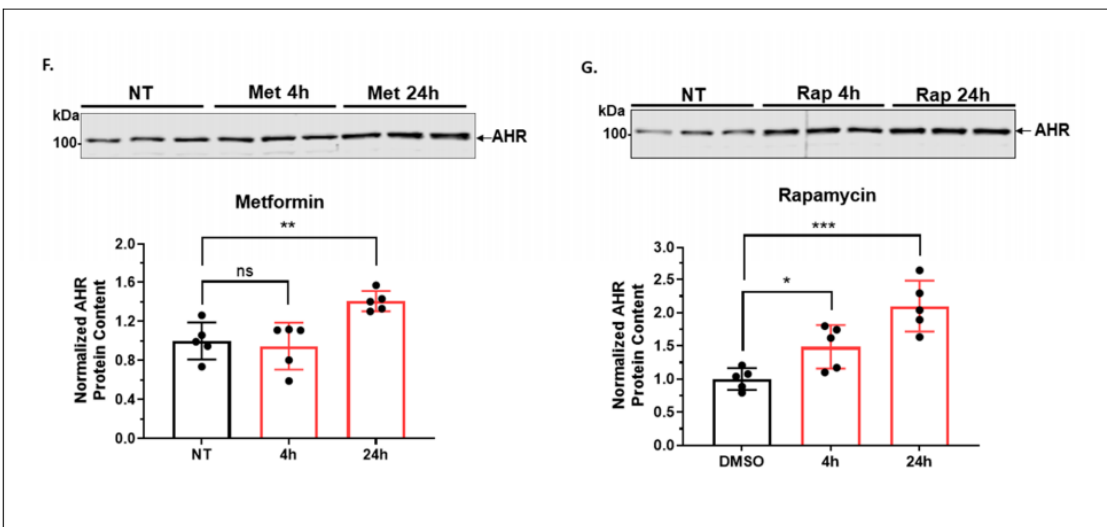 F.
NT Met 4h Met 24h
kDa
100
AHR
Metformin
**
ns
Normalized AHR
Protein Content
2.0
1.6
1.2
0.8
0.4
0.0
NT 4h 24h
G.
NT Rap 4h Rap 24h
kDa
100
AHR
Rapamycin
***
*
Normalized AHR
Protein Content
3.0
2.5
2.0
1.5
1.0
0.5
0.0
DMSO 4h 24h